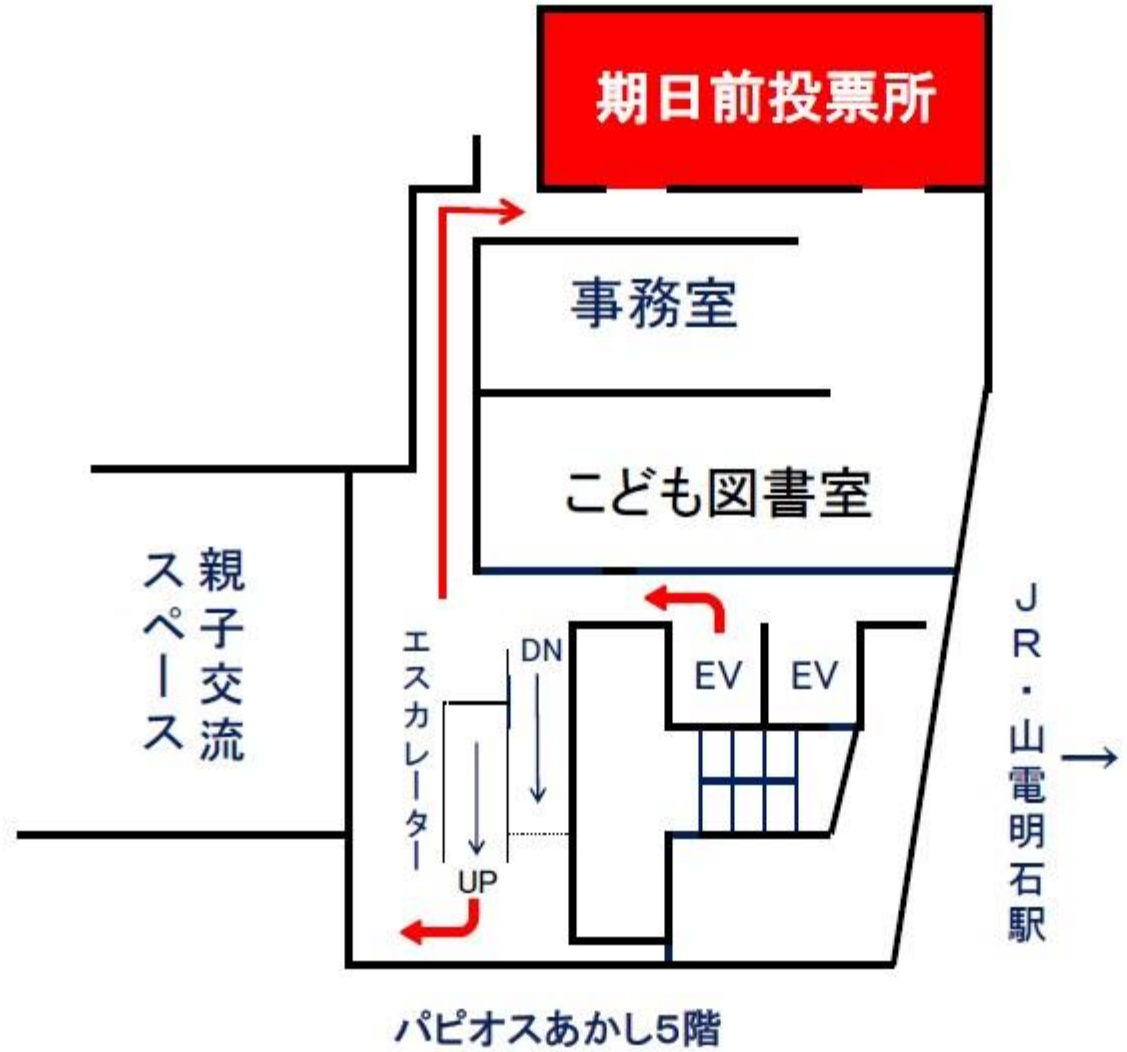 期日前投票所
事務室
こども図書室
親子交流
スペース
エスカレーター
DN
UP
EV
EV
JR・山電明石駅
→
パピオスあかし5階